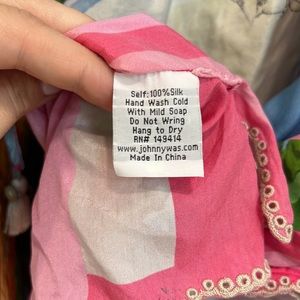 Self:100%Silk
Hand Wash Cold
With Mild Soap
Do Not Wring
Hang to Dry
RN# 149414
www.johnnywas.com
Made In China